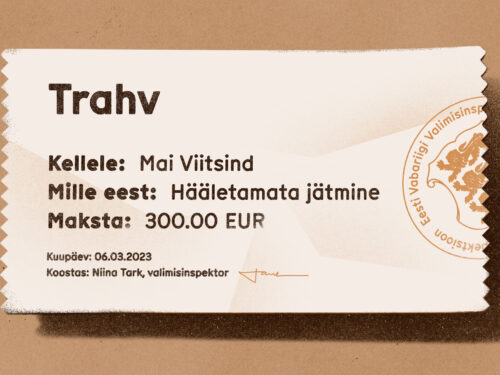 Trahv
Kellele: Mai Viitsind
Mille eest: Hääletamata jätmine
Maksta: 300.00 EUR
Kuupäev: 06.03.2023
Koostas: Niina Tark, valimisinspektor
Eesti Vabariigi Valimisinsp
pektsioon